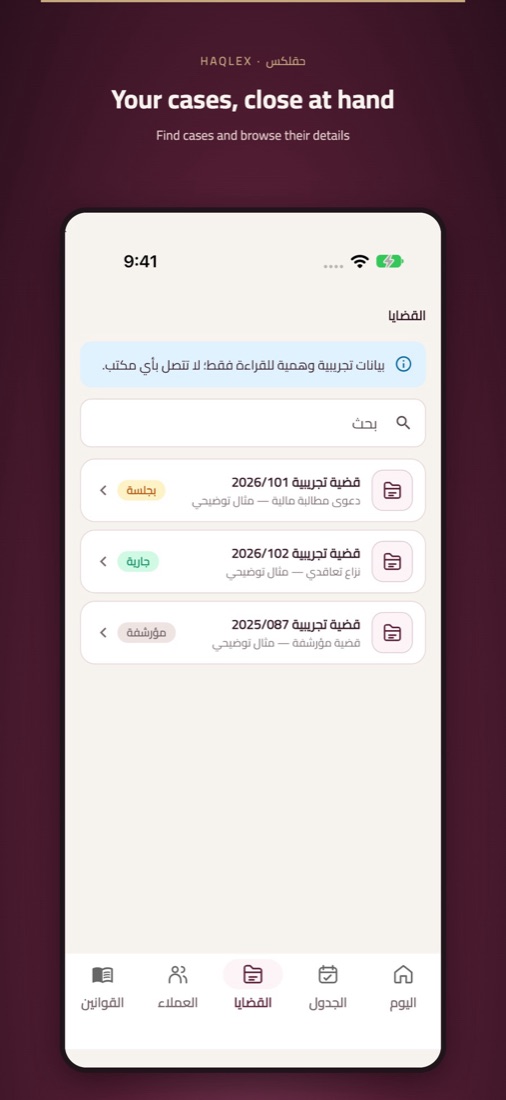 HAQLEX · حقلكس
Your cases, close at hand
Find cases and browse their details
9:41
القضايا
بيانات تجريبية وهمية للقراءة فقط؛ لا تتصل بأي مكتب.
بحث
قضية تجريبية 2026/101
بجلسة
دعوى مطالبة مالية — مثال توضيحي
قضية تجريبية 2026/102
جارية
نزاع تعاقدي — مثال توضيحي
قضية تجريبية 2025/087
مؤرشفة
قضية مؤرشفة — مثال توضيحي
اليوم الجدول القضايا العملاء القوانين